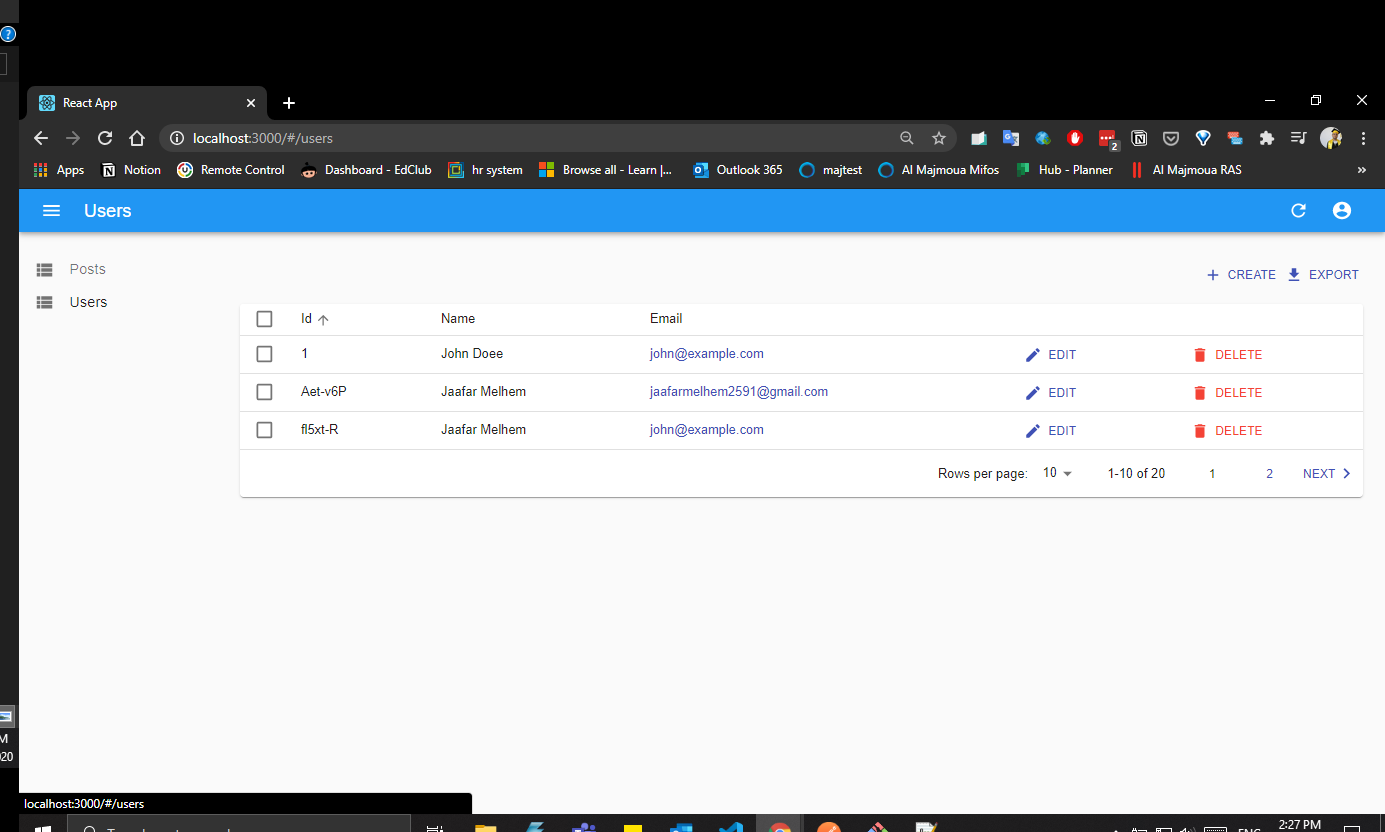 React App
localhost:3000/#/users
2
Apps Notion Remote Control Dashboard - EdClub hr system Browse all - Learn |... Outlook 365 majtest Al Majmoua Mifos Hub - Planner Al Majmoua RAS »
Users
Posts
Users
CREATE EXPORT
Id Name Email
1 John Doee john@example.com EDIT DELETE
Aet-v6P Jaafar Melhem jaafarmelhem2591@gmail.com EDIT DELETE
fI5xt-R Jaafar Melhem john@example.com EDIT DELETE
Rows per page: 10 1-10 of 20 1 2 NEXT
M
020
localhost:3000/#/users
ENG 2:27 PM